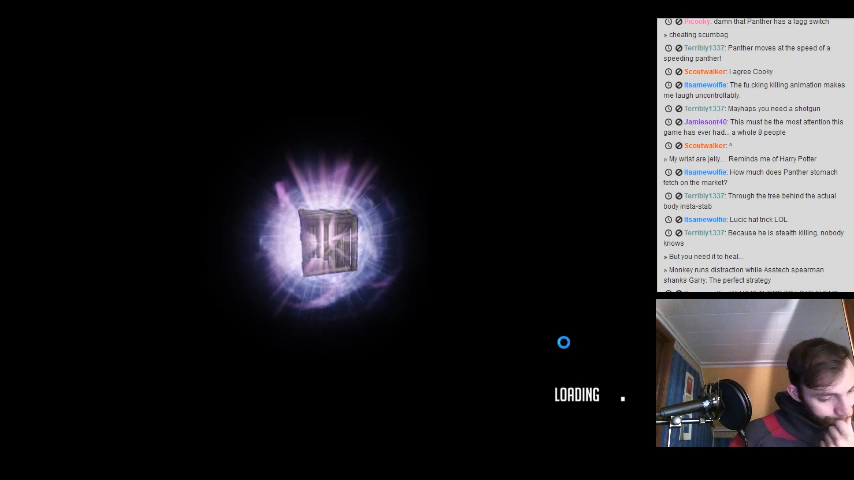 Picooky: damn that Panther has a lagg switch
» cheating scumbag
Terribly1337: Panther moves at the speed of a
speeding panther!
Scoutwalker: I agree Cooky
Itsamewolfie: The fu cking killing animation makes
me laugh uncontrollably.
Terribly1337: Mayhaps you need a shotgun
Jamieson140: This must be the most attention this
game has ever had... a whole 8 people
Scoutwalker: ^
» My wrist are jelly.... Reminds me of Harry Potter
Itsamewolfie: How much does Panther stomach
fetch on the market?
Terribly1337: Through the tree behind the actual
body insta-stab
Itsamewolfie: Lucic hat trick LOL
Terribly1337: Because he is stealth killing, nobody
knows
» But you need it to heal...
» Monkey runs distraction while Asstech spearman
shanks Gary. The perfect strategy
LOADING .